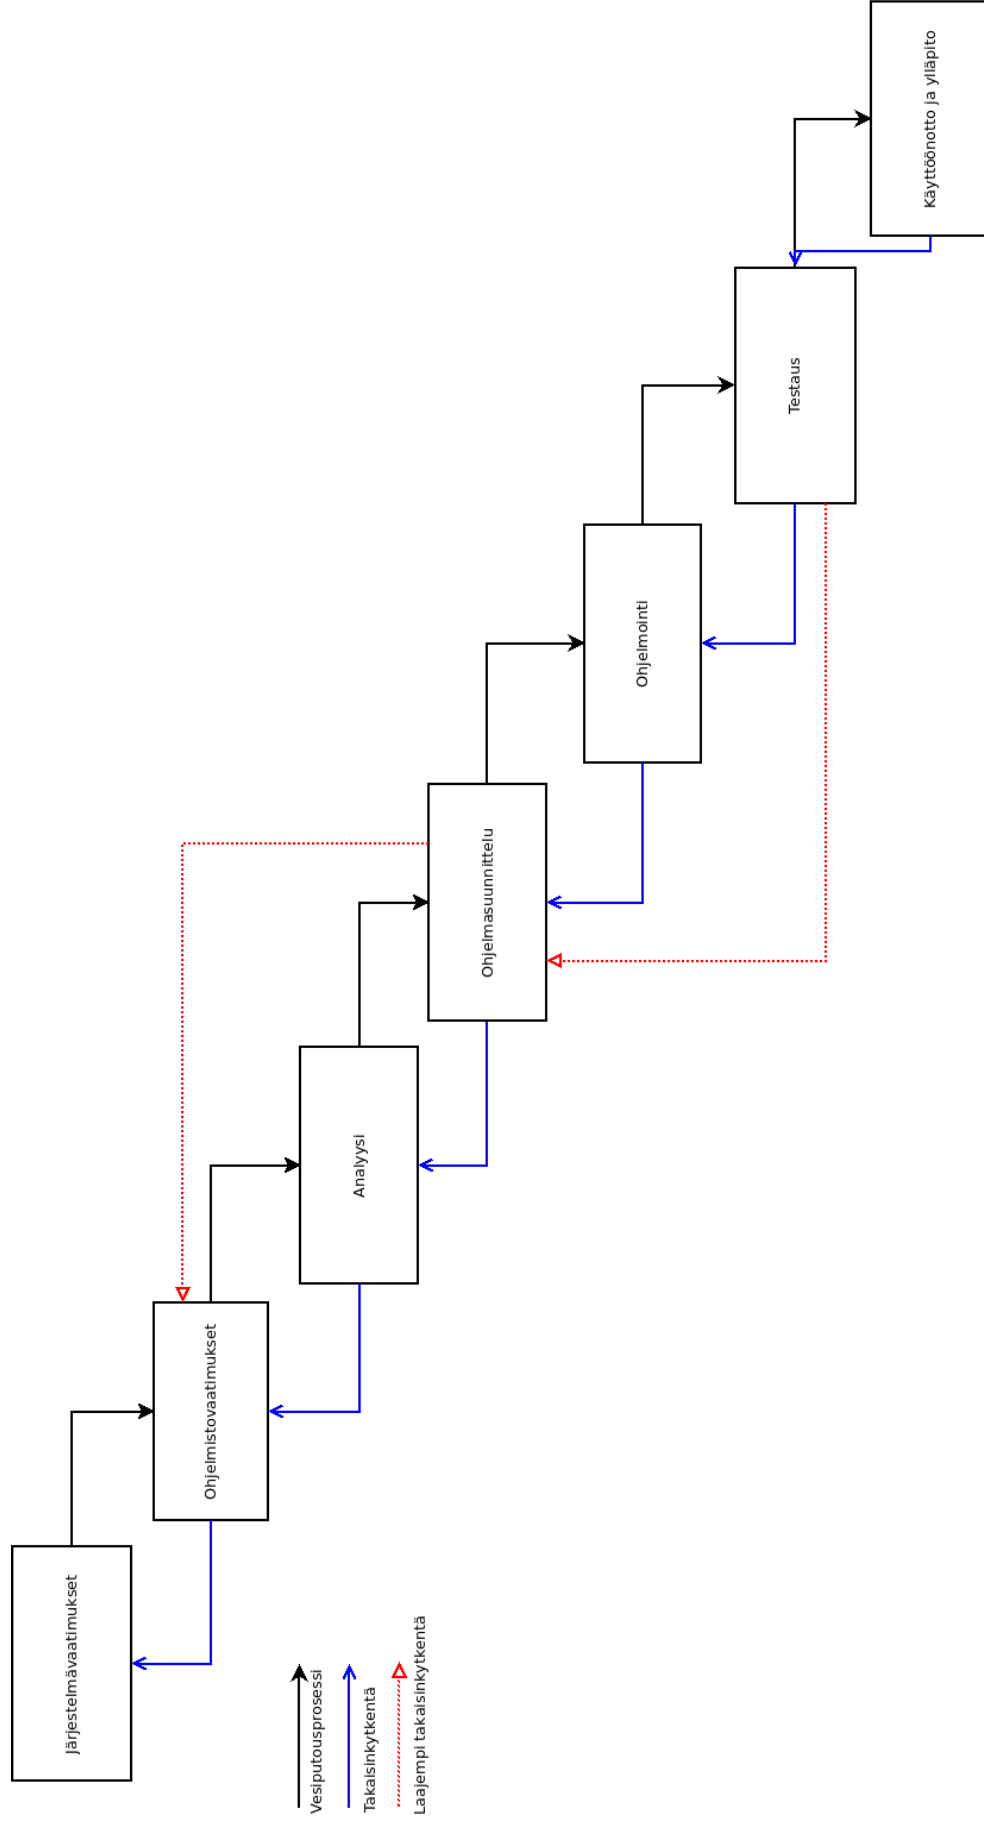 Järjestelmävaatimukset
Ohjelmistovaatimukset
Analyysi
Ohjelmasuunnittelu
Ohjelmointi
Testaus
Käyttöönotto ja ylläpito
Vesiputousprosessi
Takaisinkytkentä
Laajempi takaisinkytkentä